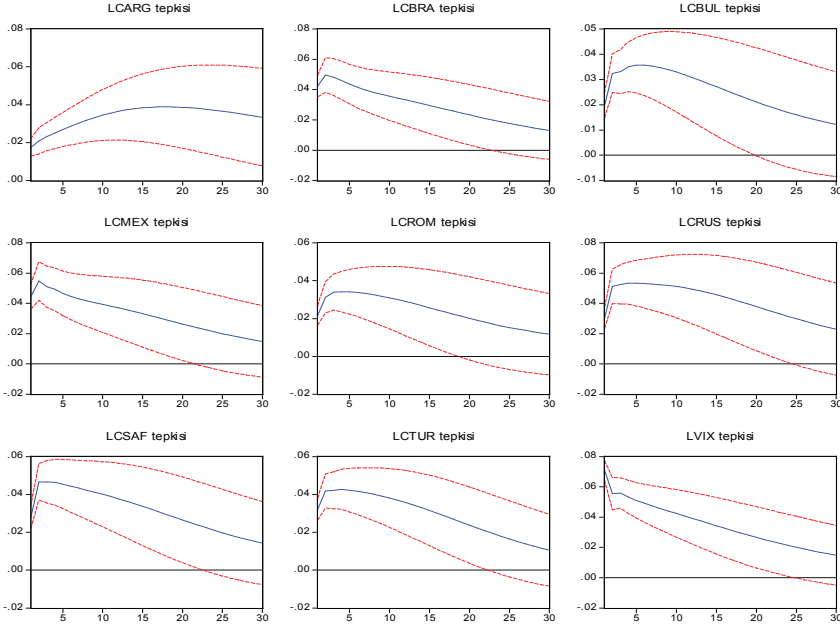 LCARG tepkisi
.08
.06
.04
.02
.00
5 10 15 20 25 30
LCBRA tepkisi
.08
.06
.04
.02
.00
-.02
5 10 15 20 25 30
LCBUL tepkisi
.05
.04
.03
.02
.01
.00
-.01
5 10 15 20 25 30
LCMEX tepkisi
.08
.06
.04
.02
.00
-.02
5 10 15 20 25 30
LCROM tepkisi
.06
.04
.02
.00
-.02
5 10 15 20 25 30
LCRUS tepkisi
.08
.06
.04
.02
.00
-.02
5 10 15 20 25 30
LCSAF tepkisi
.06
.04
.02
.00
-.02
5 10 15 20 25 30
LCTUR tepkisi
.06
.04
.02
.00
-.02
5 10 15 20 25 30
LVIX tepkisi
.08
.06
.04
.02
.00
-.02
5 10 15 20 25 30